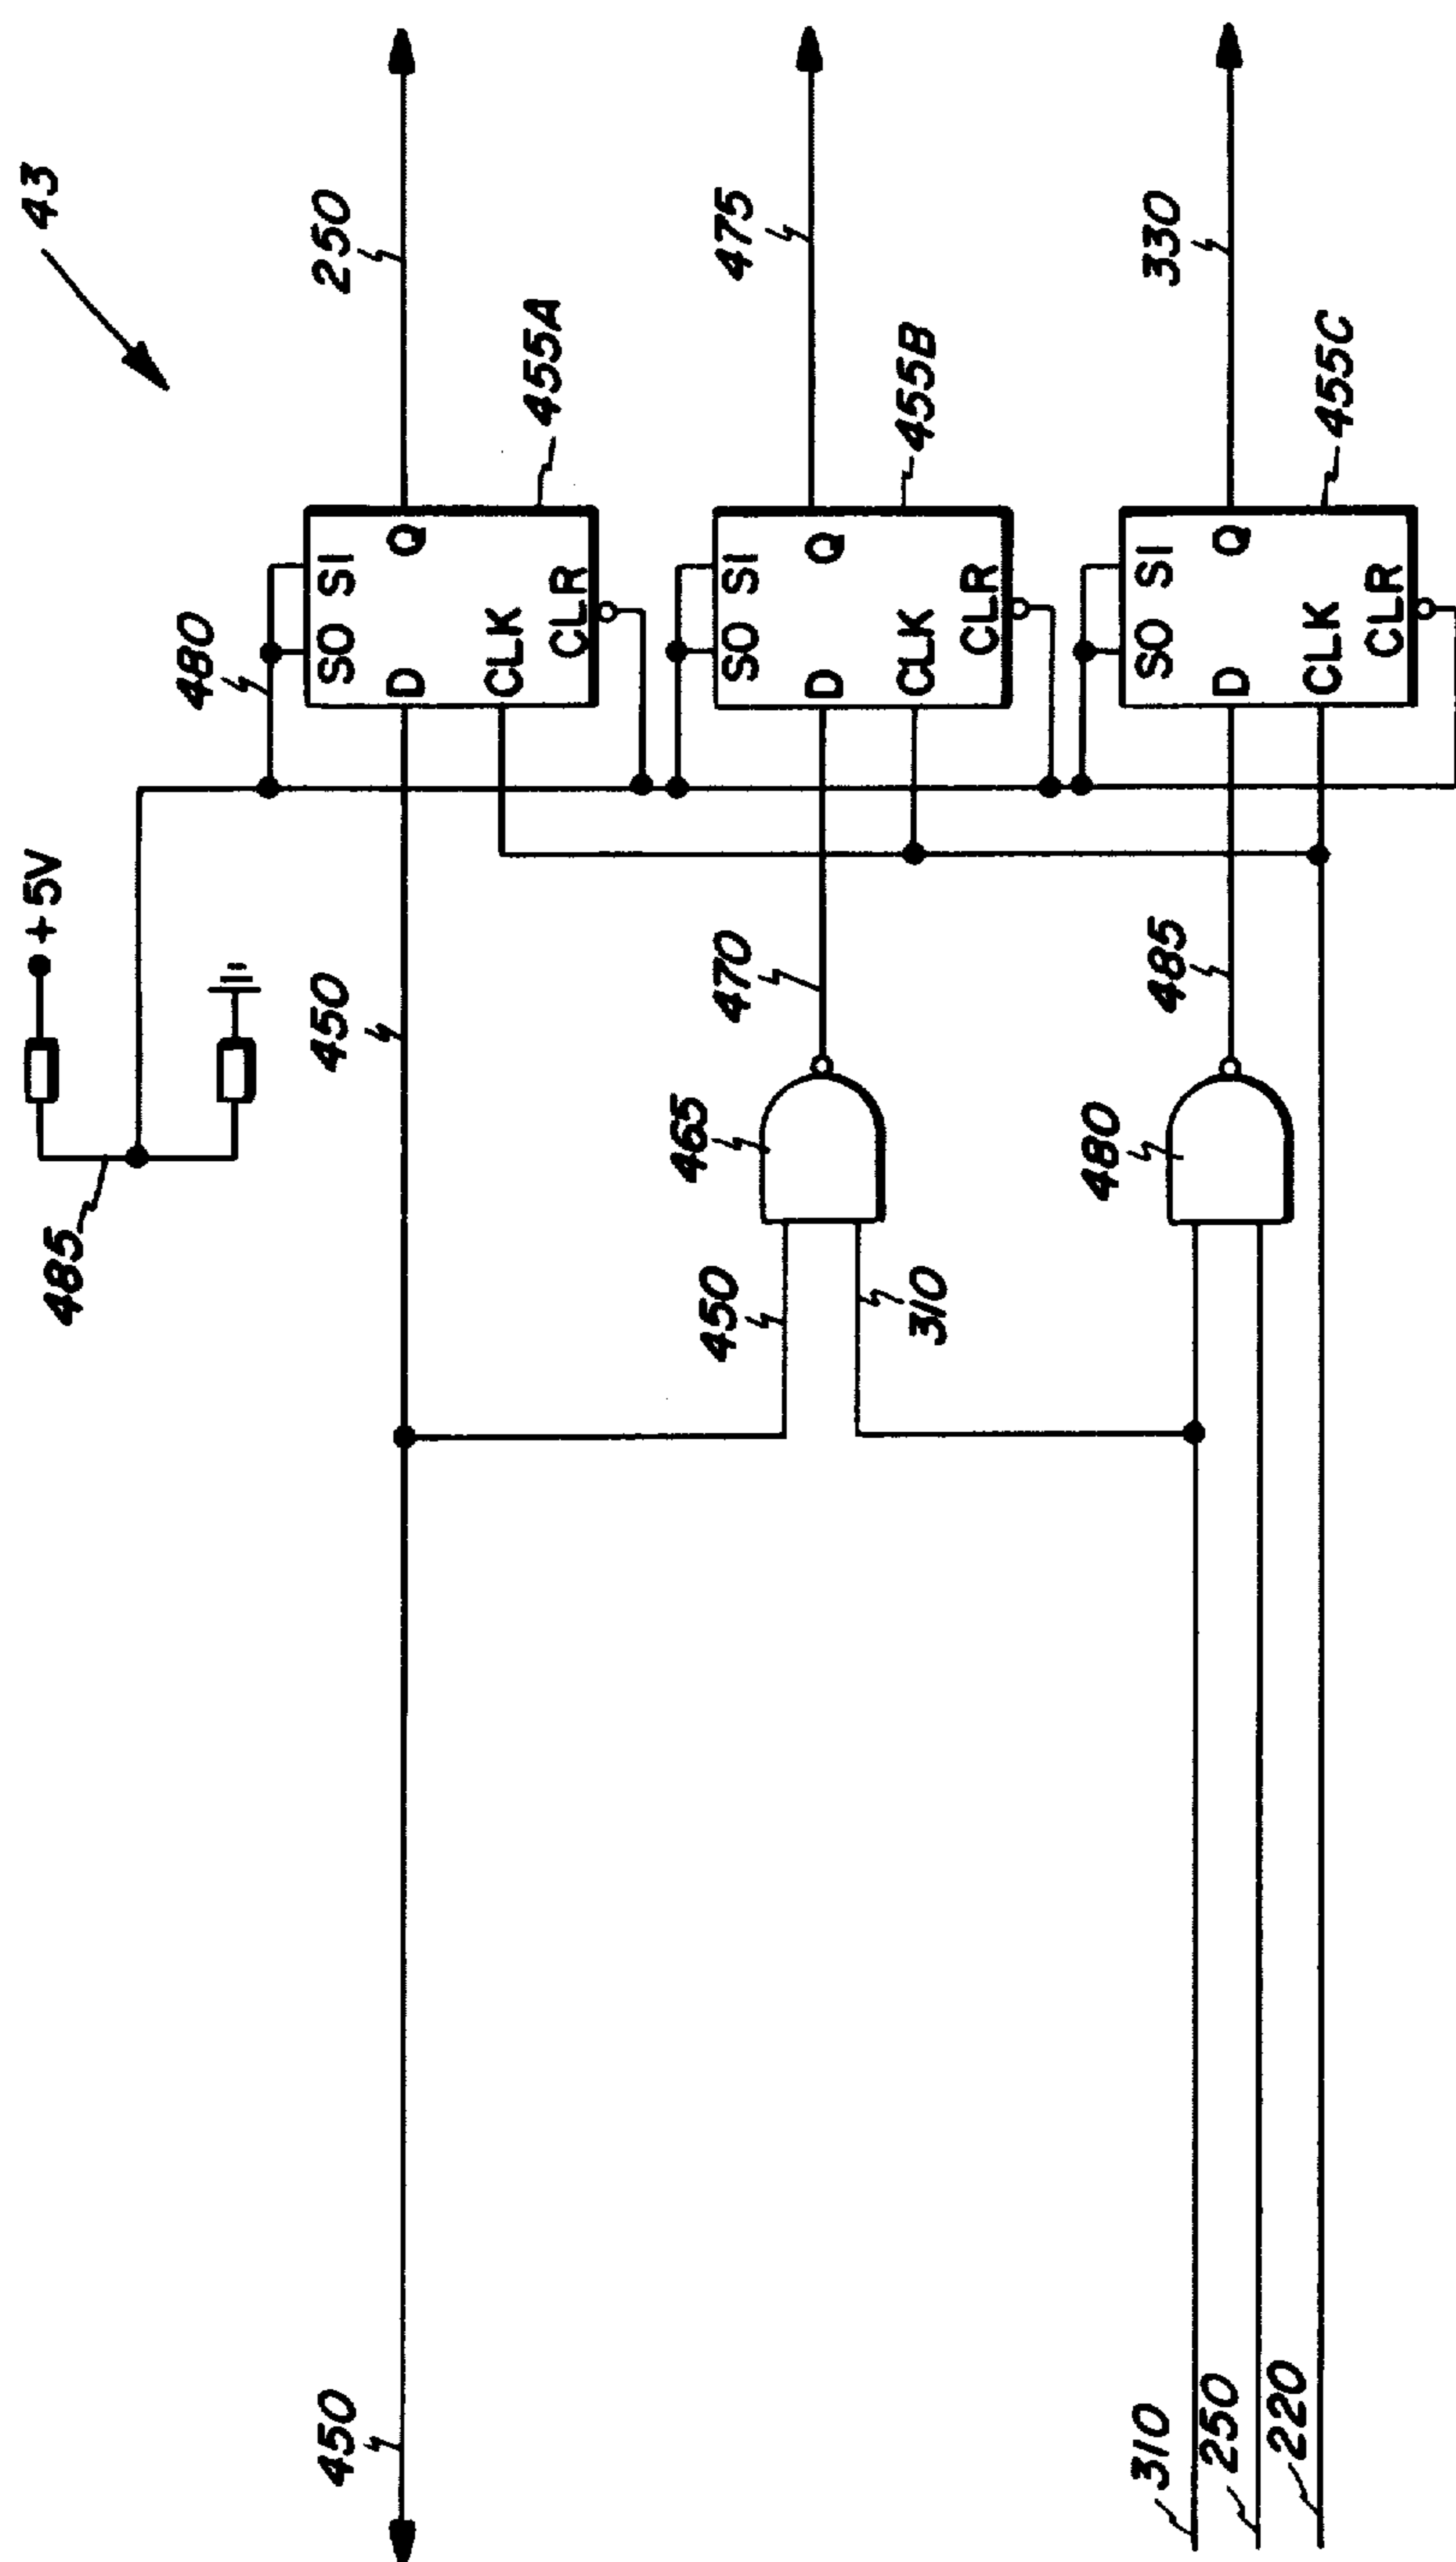 43
+5V
485
480
250
450
SO SI
D Q
CLK
CLR
455A
450
470
475
465
SO SI
D Q
CLK
CLR
455B
450
310
485
330
480
SO SI
D Q
CLK
CLR
455C
310
250
220